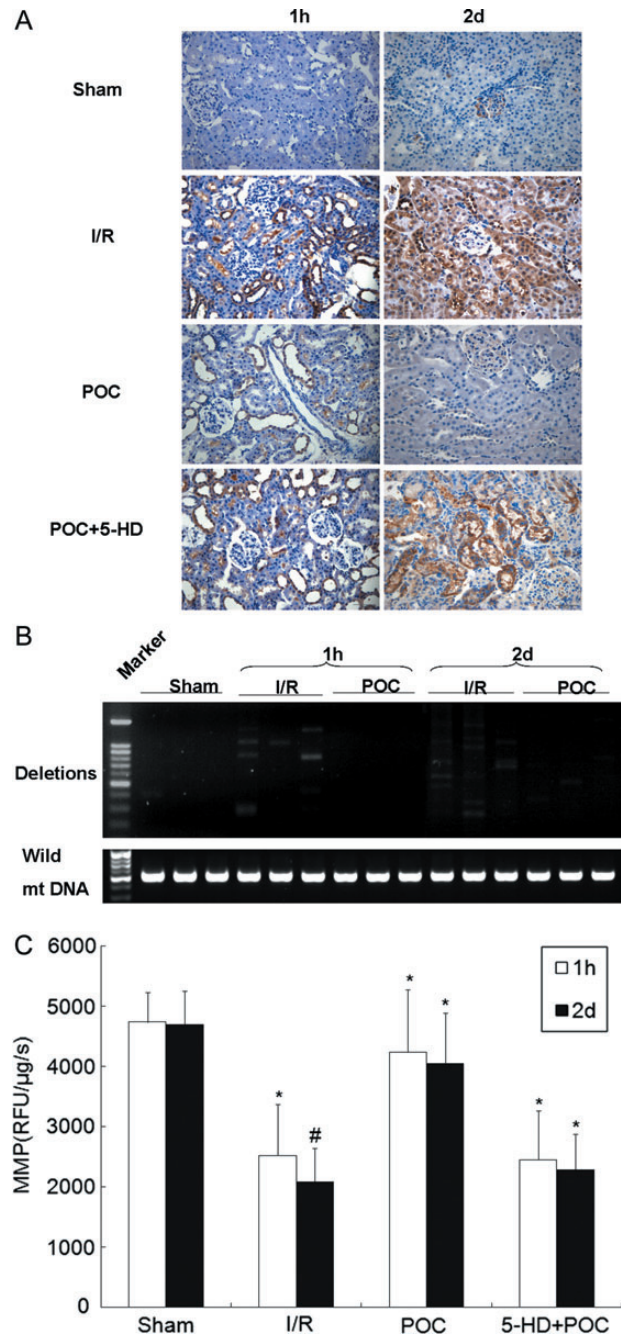 A
1h 2d
Sham
I/R
POC
POC+5-HD
B
Marker
1h 2d
Sham I/R POC I/R POC
Deletions
Wild
mt DNA
C
6000
5000
4000
3000
2000
1000
0
MMP(RFU/μg/s)
1h
2d
* # * * * *
Sham I/R POC 5-HD+POC